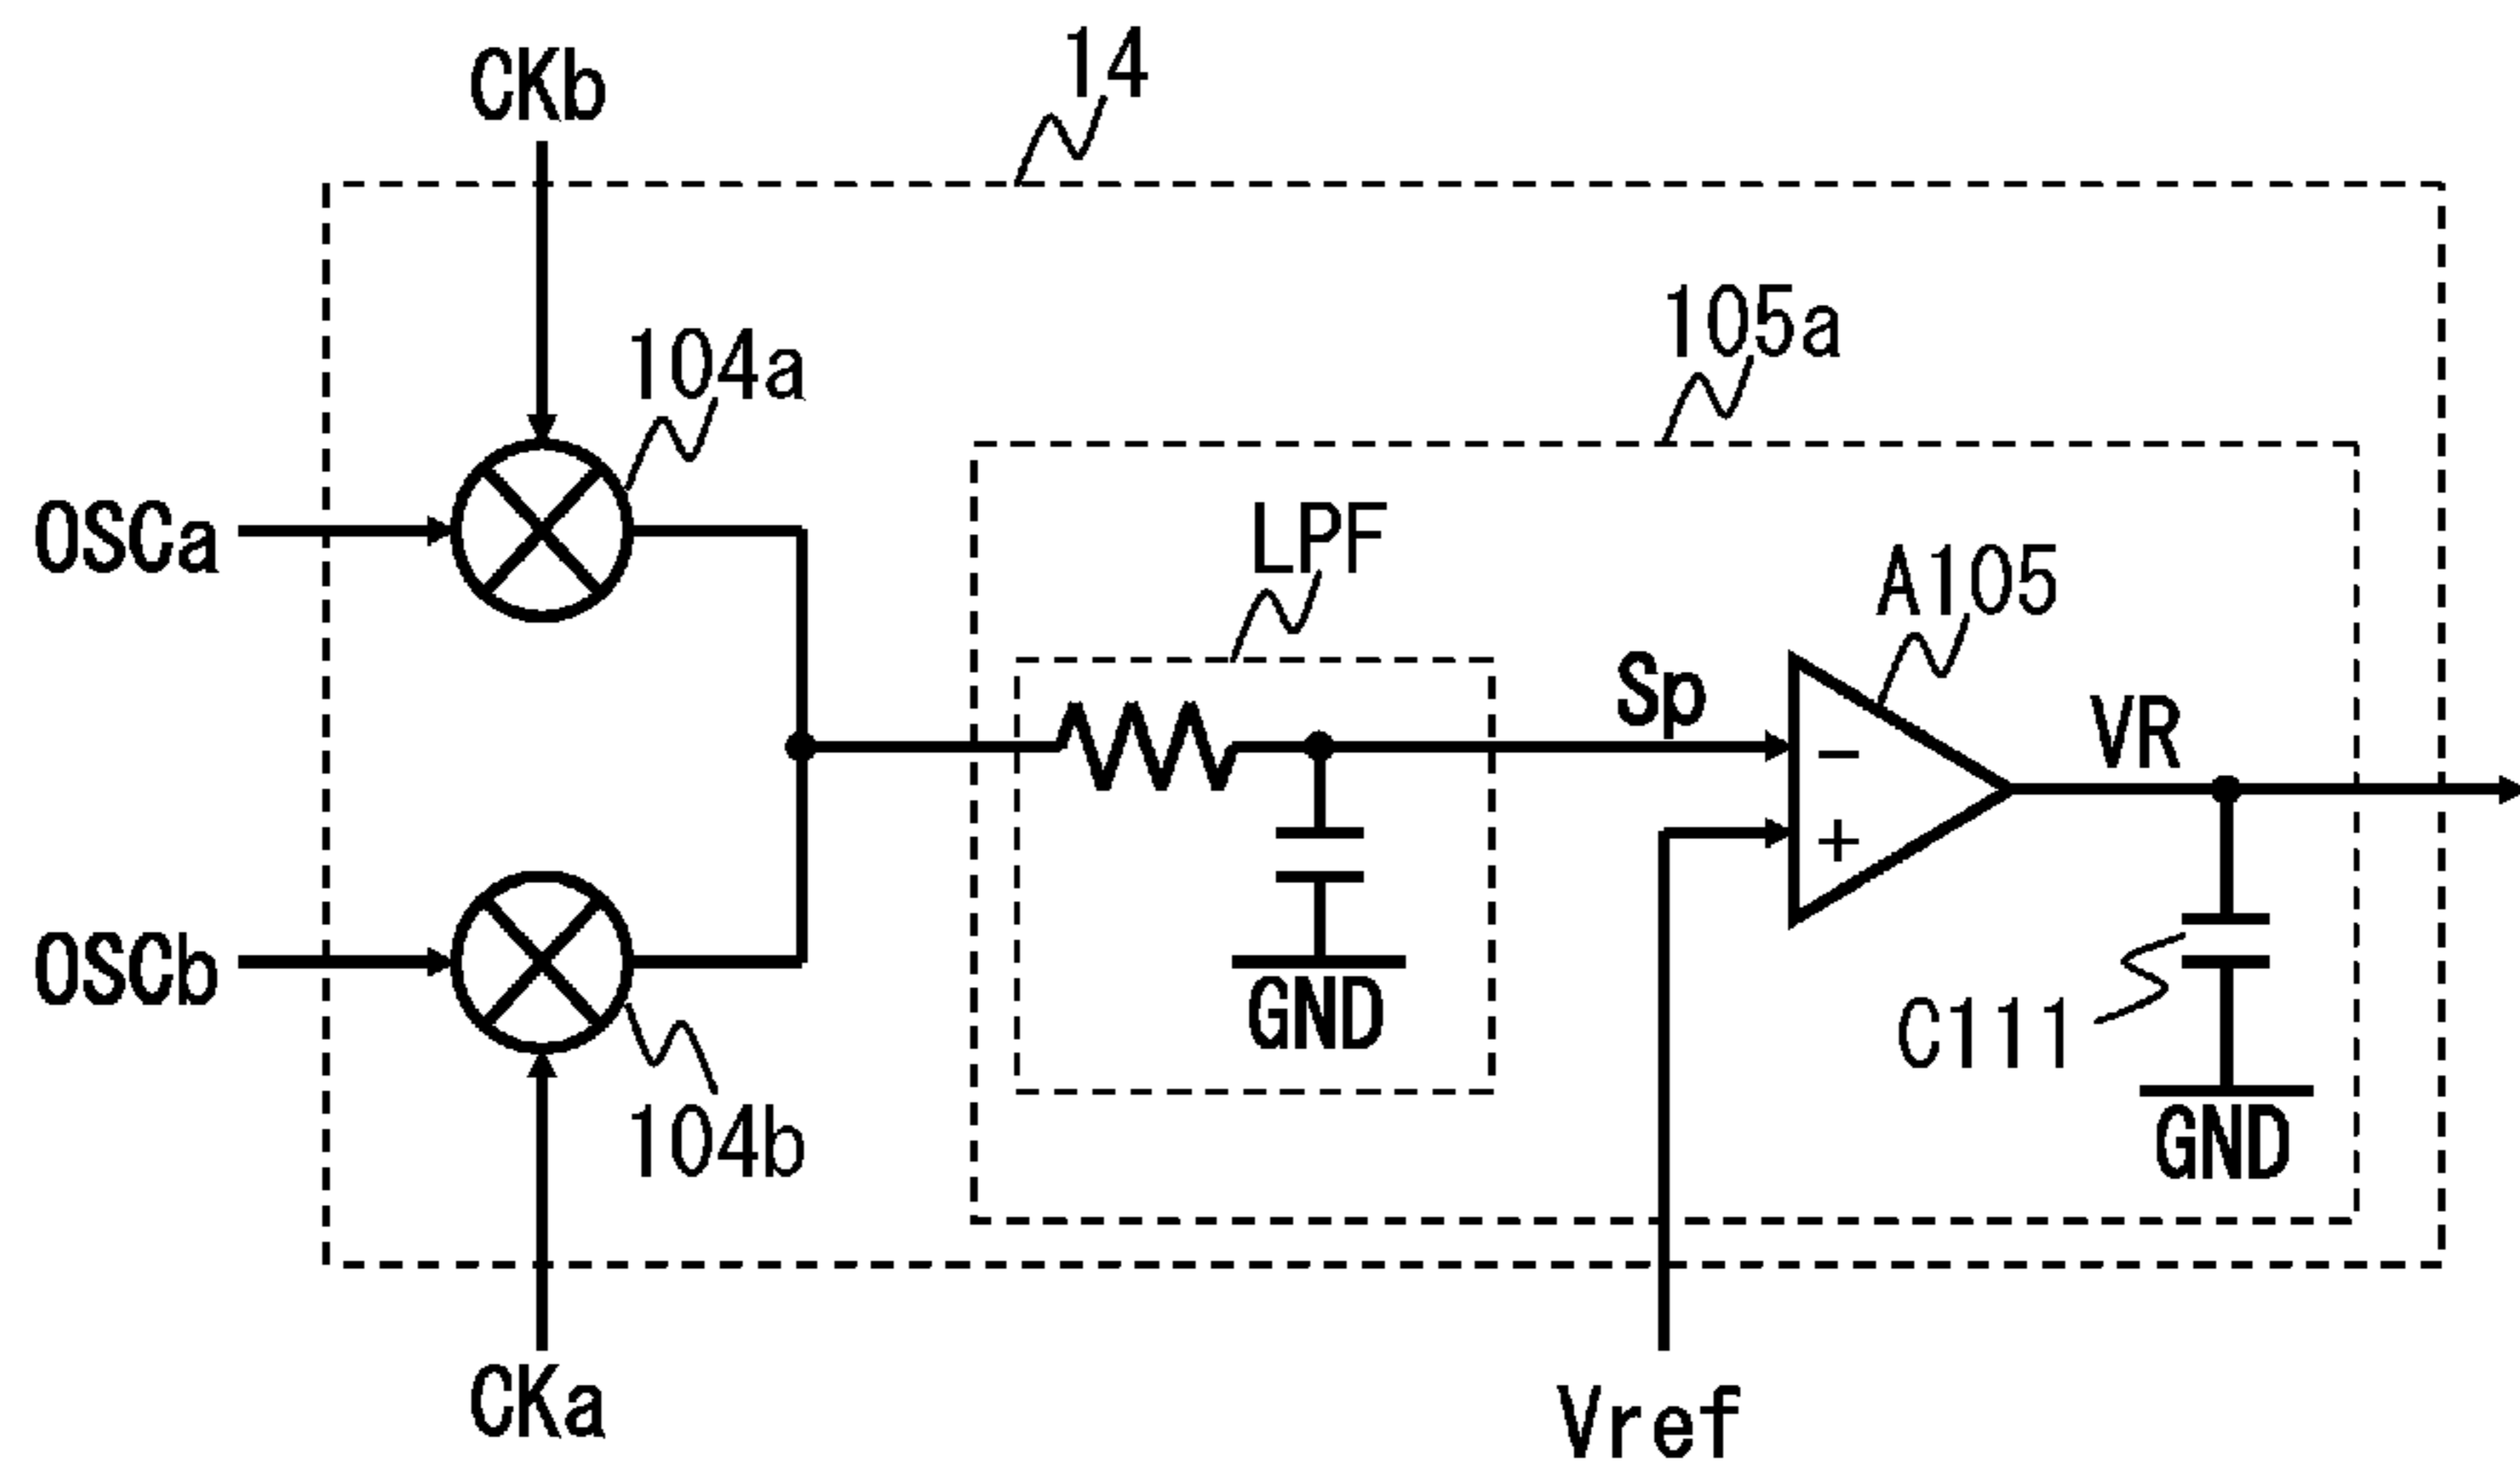 14
CKb
105a
104a
LPF
OSCa
A105
Sp
VR
−
+
OSCb
GND
C111
104b
GND
CKa
Vref